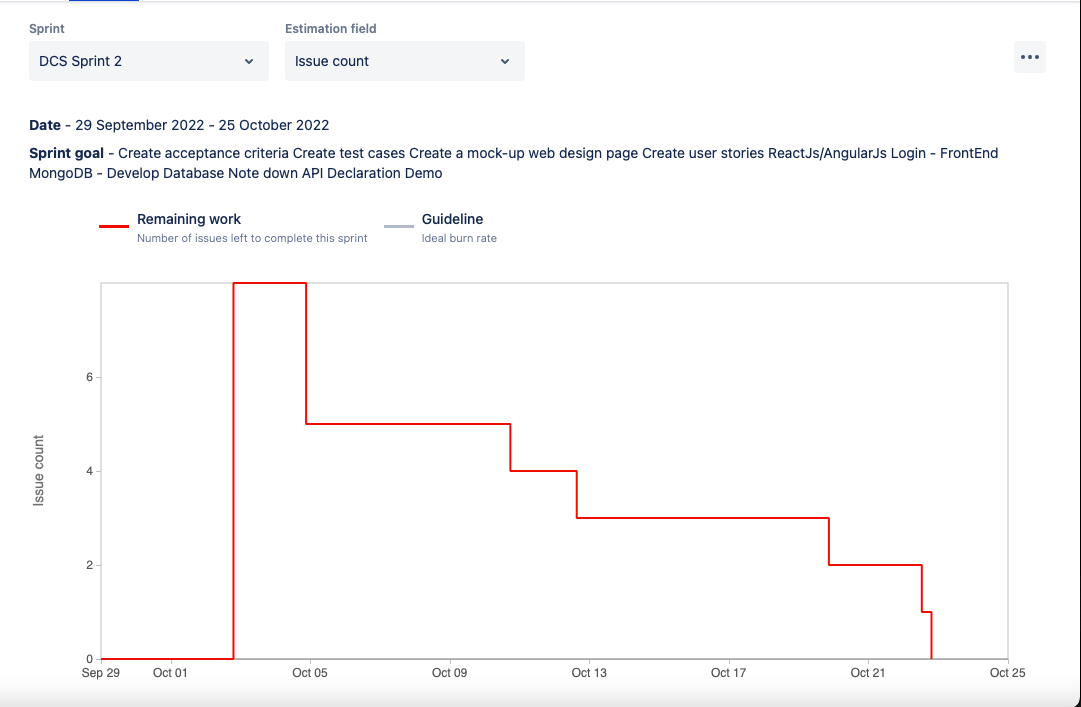 Sprint
Estimation field
DCS Sprint 2
Issue count
Date - 29 September 2022 - 25 October 2022
Sprint goal - Create acceptance criteria Create test cases Create a mock-up web design page Create user stories ReactJs/AngularJs Login - FrontEnd
MongoDB - Develop Database Note down API Declaration Demo
Remaining work
Number of issues left to complete this sprint
Guideline
Ideal burn rate
Issue count
6
4
2
0
Sep 29
Oct 01
Oct 05
Oct 09
Oct 13
Oct 17
Oct 21
Oct 25